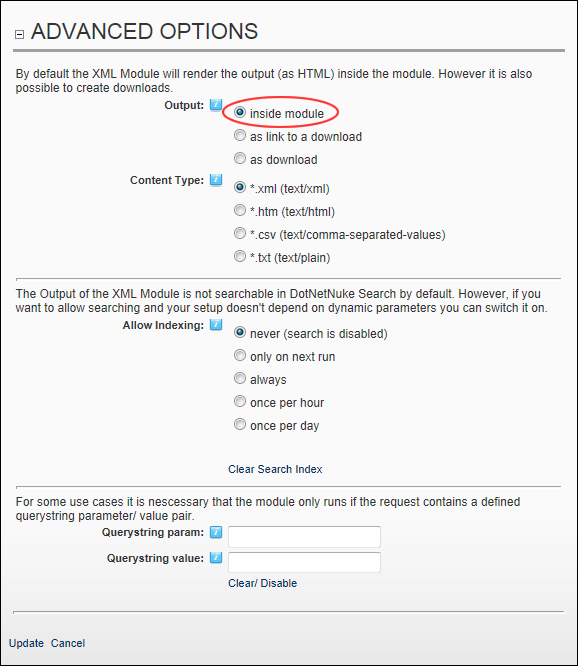 ADVANCED OPTIONS
By default the XML Module will render the output (as HTML) inside the module. However it is also
possible to create downloads.
Output: inside module
as link to a download
as download
Content Type: *.xml (text/xml)
*.htm (text/html)
*.csv (text/comma-separated-values)
*.txt (text/plain)
The Output of the XML Module is not searchable in DotNetNuke Search by default. However, if you
want to allow searching and your setup doesn't depend on dynamic parameters you can switch it on.
Allow Indexing: never (search is disabled)
only on next run
always
once per hour
once per day
Clear Search Index
For some use cases it is nescessary that the module only runs if the request contains a defined
querystring parameter/ value pair.
Querystring param:
Querystring value:
Clear/ Disable
Update Cancel